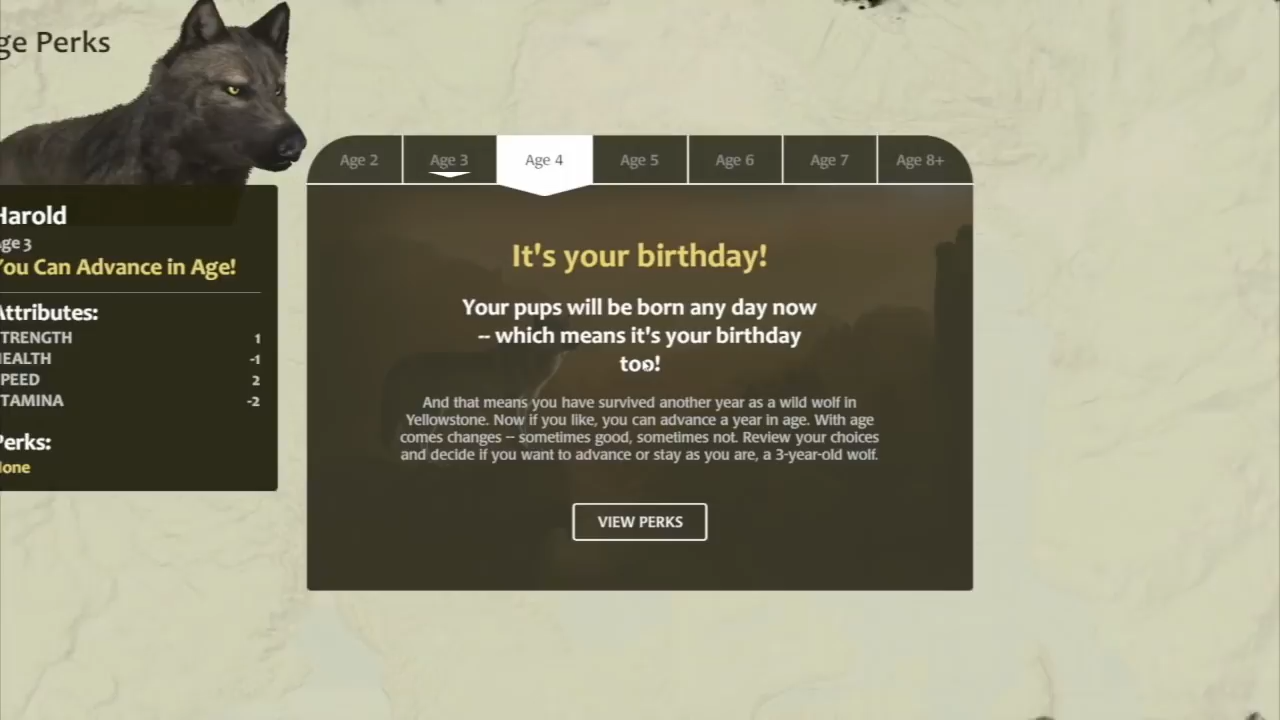 ge Perks
Age 2
Age 3
Age 4
Age 5
Age 6
Age 7
Age 8+
Harold
ge 3
You Can Advance in Age!
Attributes:
TRENGTH 1
EALTH -1
PEED 2
TAMINA -2
Perks:
None
It's your birthday!
Your pups will be born any day now
-- which means it's your birthday
too!
And that means you have survived another year as a wild wolf in
Yellowstone. Now if you like, you can advance a year in age. With age
comes changes -- sometimes good, sometimes not. Review your choices
and decide if you want to advance or stay as you are, a 3-year-old wolf.
VIEW PERKS